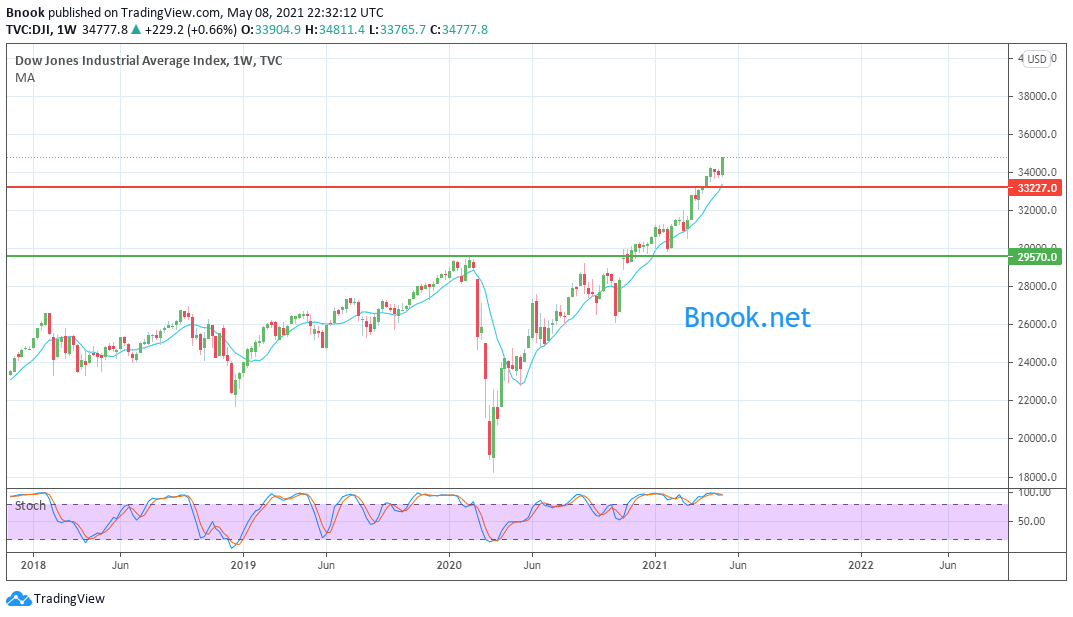 Bnook published on TradingView.com, May 08, 2021 22:32:12 UTC
TVC:DJI, 1W 34777.8 ▲ +229.2 (+0.66%) O:33904.9 H:34811.4 L:33765.7 C:34777.8
Dow Jones Industrial Average Index, 1W, TVC
MA
USD
38000.0
36000.0
34000.0
33227.0
32000.0
30000.0
29570.0
28000.0
26000.0
Bnook.net
24000.0
22000.0
20000.0
18000.0
Stoch
100.00
50.00
2018 Jun 2019 Jun 2020 Jun 2021 Jun 2022 Jun
TradingView